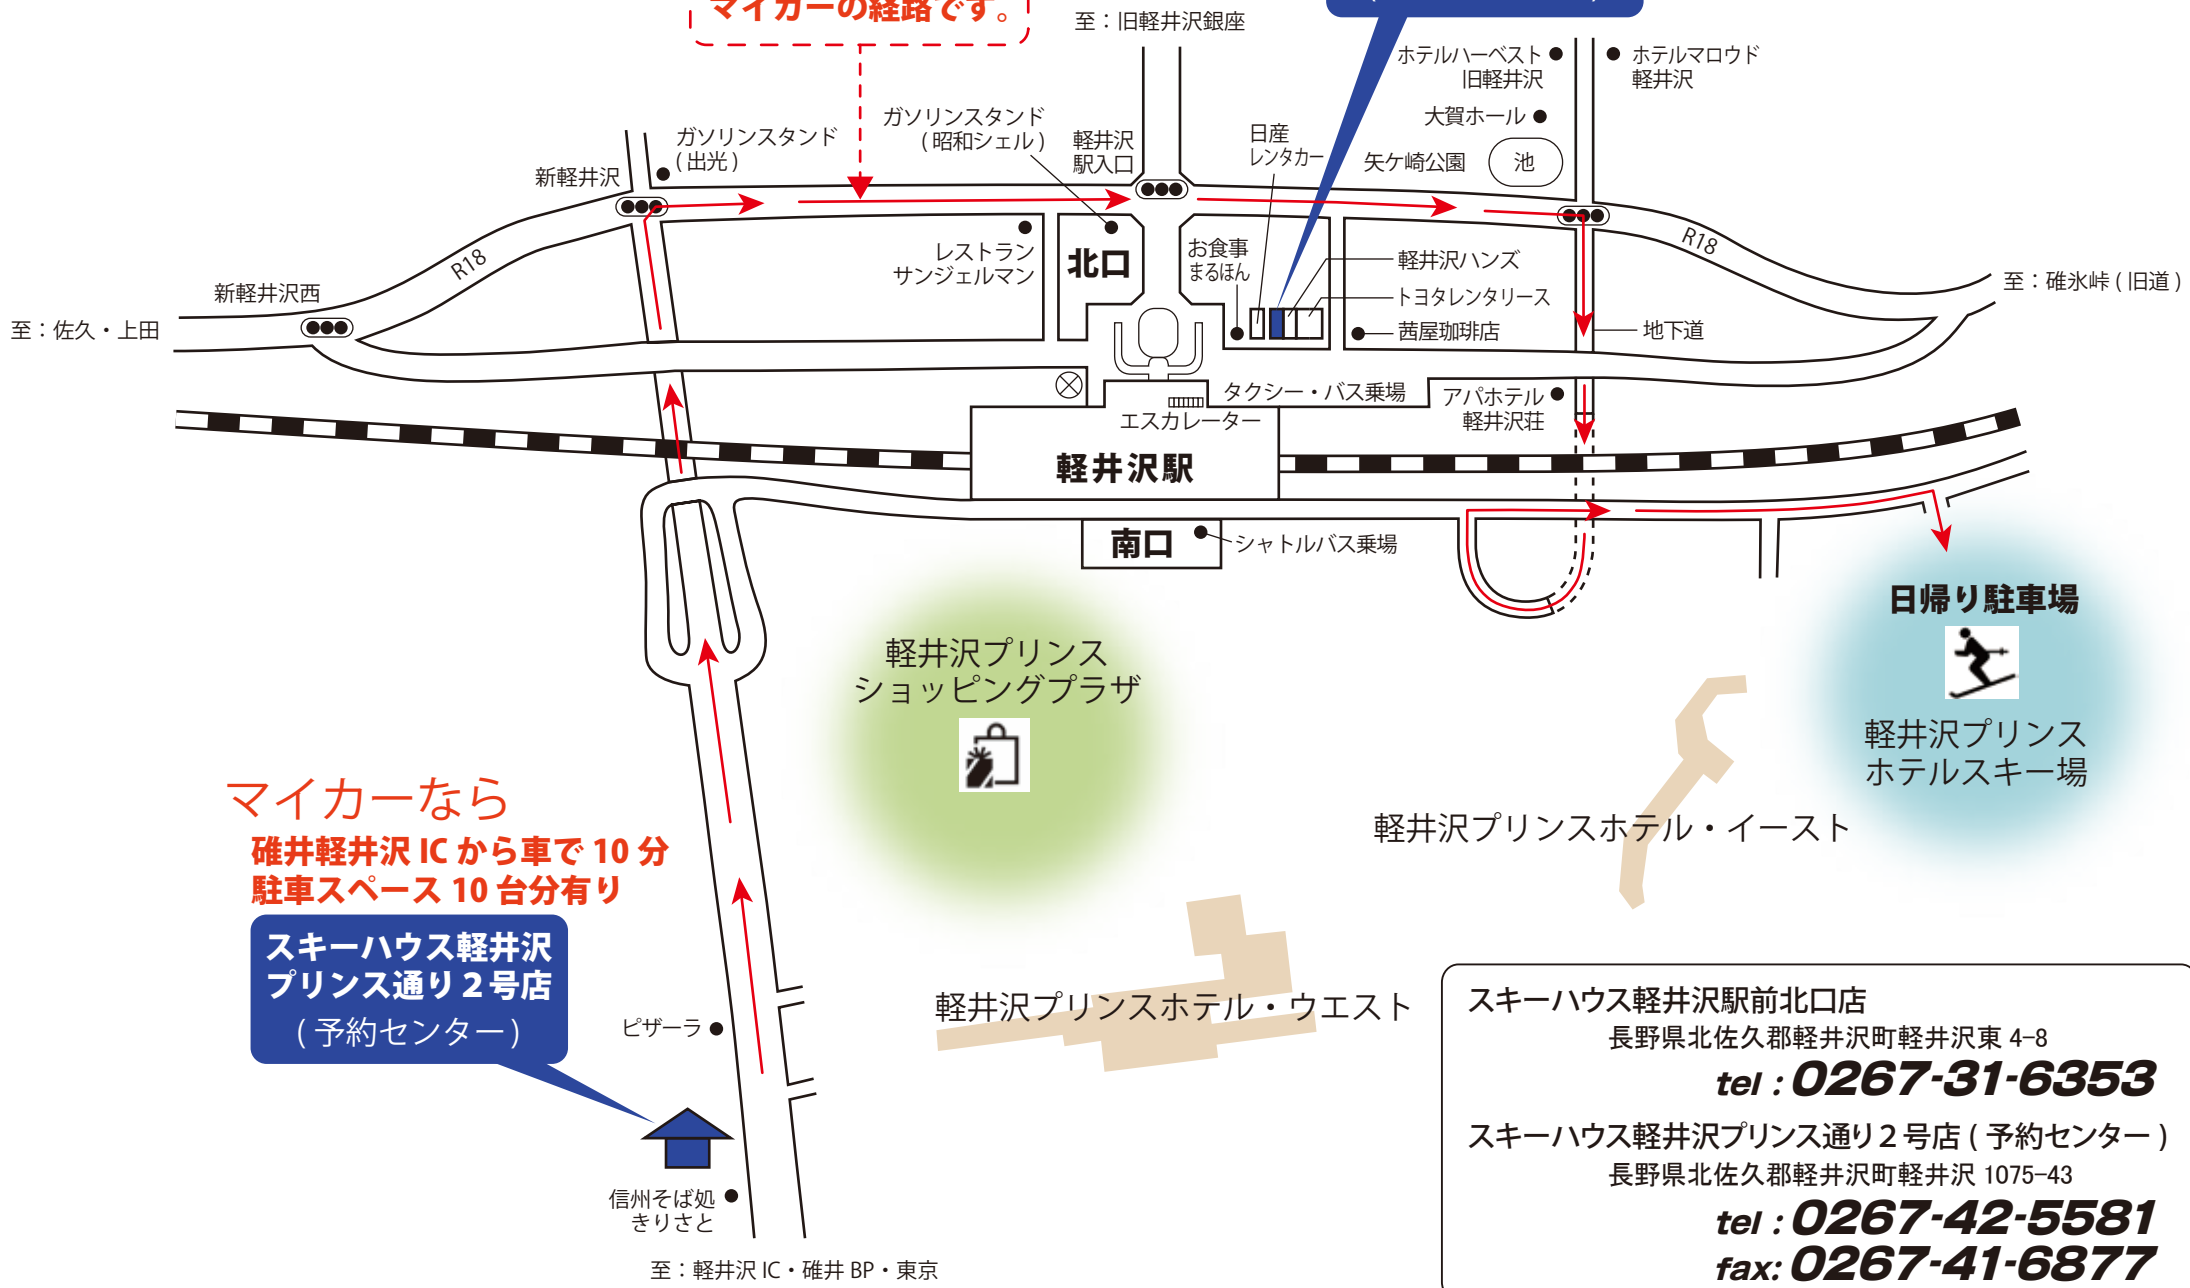 マイカーの経路です。
至：旧軽井沢銀座
ホテルハーベスト
旧軽井沢
ホテルマロウド
軽井沢
大賀ホール
ガソリンスタンド
(出光)
ガソリンスタンド
(昭和シェル)
軽井沢
駅入口
日産
レンタカー
矢ケ崎公園
池
新軽井沢
R18
R18
レストラン
サンジェルマン
北口
お食事
まるほん
軽井沢ハンズ
トヨタレンタリース
茜屋珈琲店
地下道
至：碓氷峠(旧道)
新軽井沢西
至：佐久・上田
タクシー・バス乗場
エスカレーター
アパホテル
軽井沢荘
軽井沢駅
南口
シャトルバス乗場
日帰り駐車場
軽井沢プリンス
ホテルスキー場
軽井沢プリンス
ショッピングプラザ
マイカーなら
碓井軽井沢 IC から車で 10 分
駐車スペース 10 台分有り
スキーハウス軽井沢
プリンス通り２号店
(予約センター)
軽井沢プリンスホテル・イースト
軽井沢プリンスホテル・ウエスト
ピザーラ
信州そば処
きりさと
至：軽井沢 IC・碓井 BP・東京
スキーハウス軽井沢駅前北口店
長野県北佐久郡軽井沢町軽井沢東 4-8
tel : 0267-31-6353
スキーハウス軽井沢プリンス通り２号店(予約センター)
長野県北佐久郡軽井沢町軽井沢 1075-43
tel : 0267-42-5581
fax: 0267-41-6877